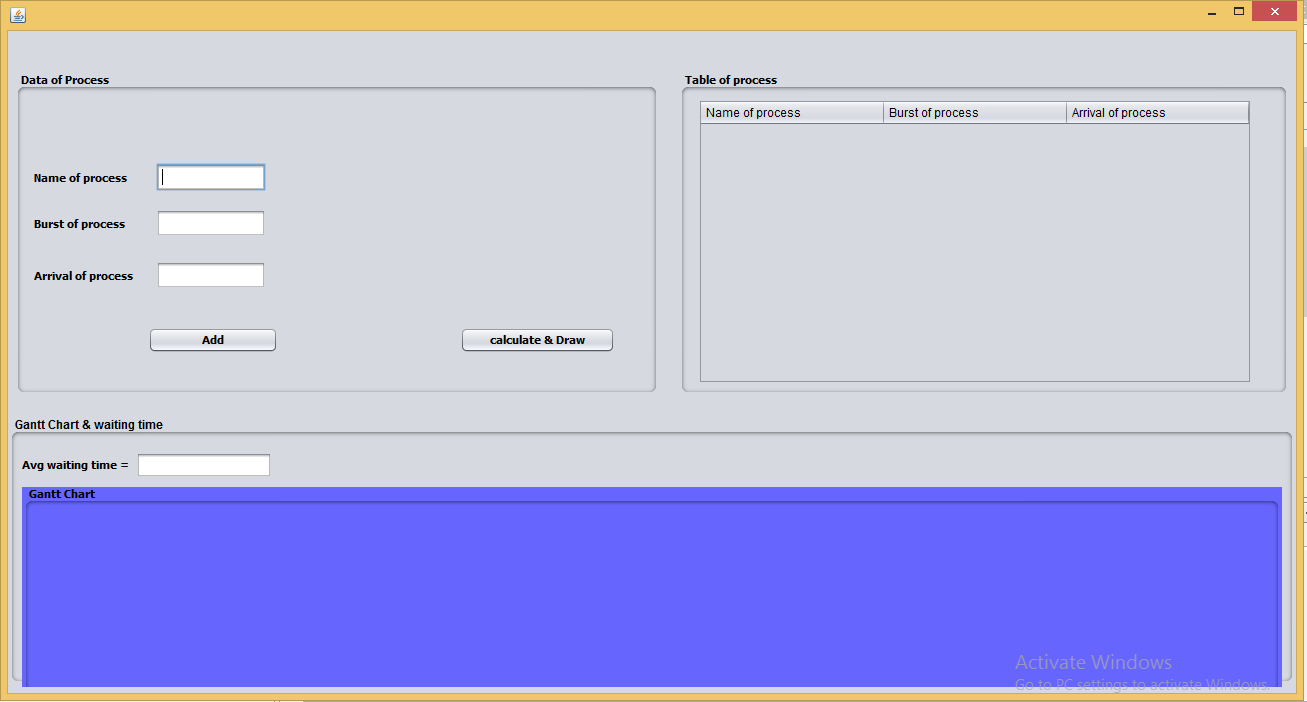 Data of Process
Name of process
Burst of process
Arrival of process
Add
calculate & Draw
Table of process
Name of process Burst of process Arrival of process
Gantt Chart & waiting time
Avg waiting time =
Gantt Chart
Activate Windows
Go to PC settings to activate Windows.